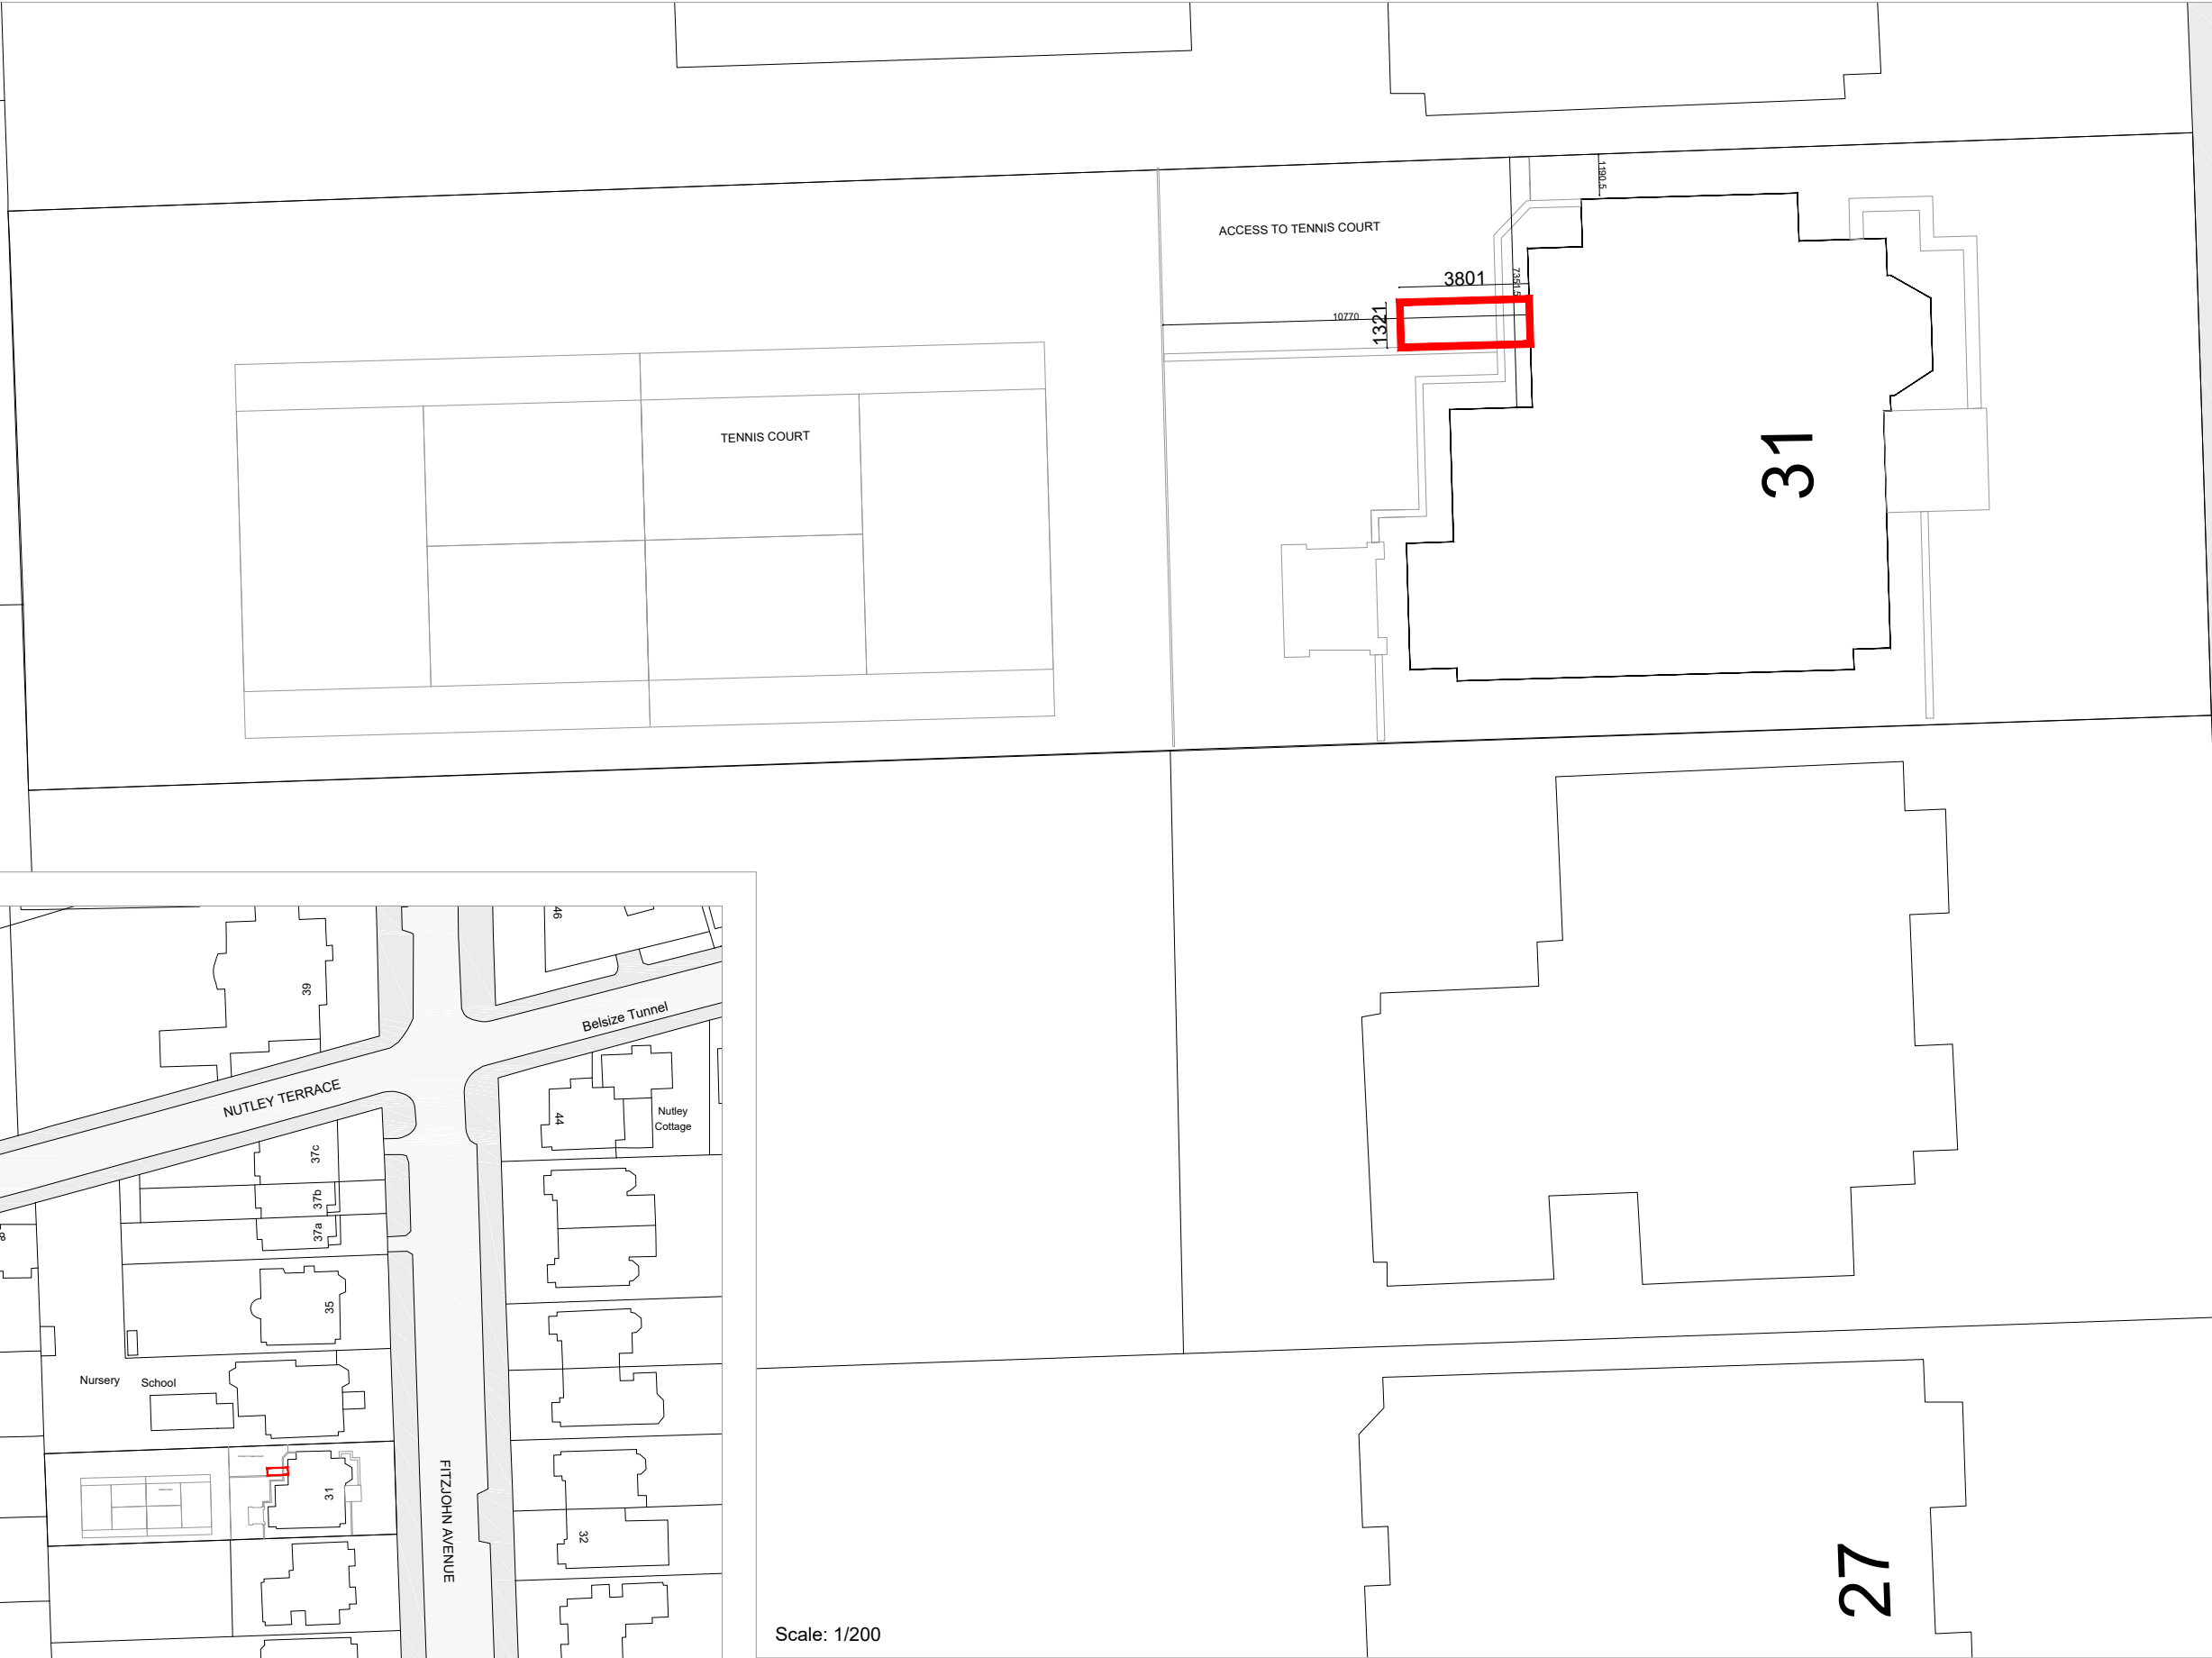 1190.5
ACCESS TO TENNIS COURT
3801
7351.5
10770
1321
TENNIS COURT
31
46
39
Belsize Tunnel
NUTLEY TERRACE
44
Nutley
Cottage
37c
37b
37a
35
Nursery School
31
FITZJOHN AVENUE
32
27
Scale: 1/200